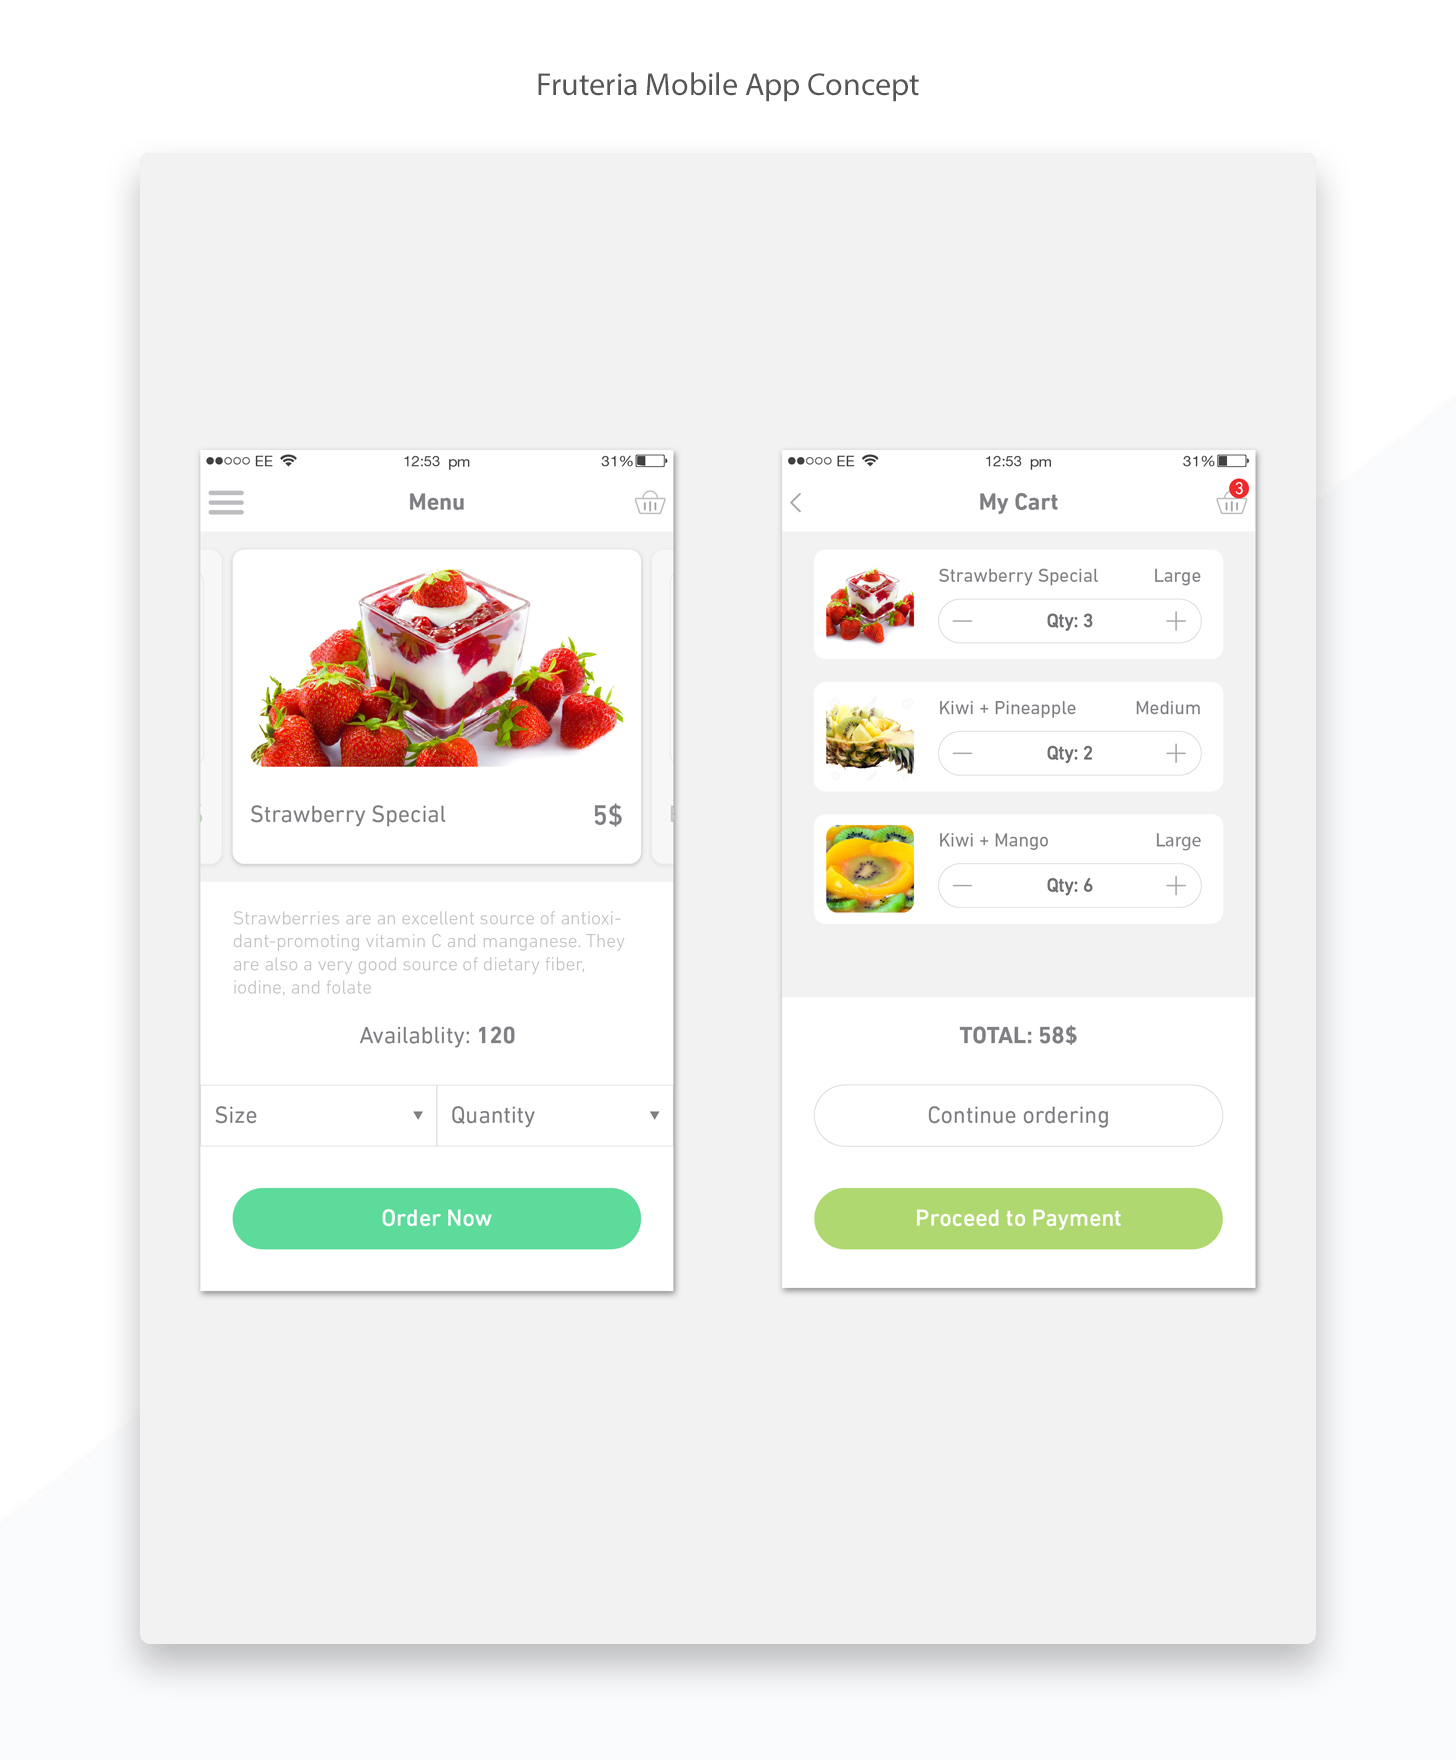 Fruteria Mobile App Concept
EE 12:53 pm 31%
Menu
Strawberry Special 5$
Strawberries are an excellent source of antioxi-
dant-promoting vitamin C and manganese. They
are also a very good source of dietary fiber,
iodine, and folate
Availablity: 120
Size Quantity
Order Now
EE 12:53 pm 31%
3
My Cart
Strawberry Special Large
Qty: 3
Kiwi + Pineapple Medium
Qty: 2
Kiwi + Mango Large
Qty: 6
TOTAL: 58$
Continue ordering
Proceed to Payment